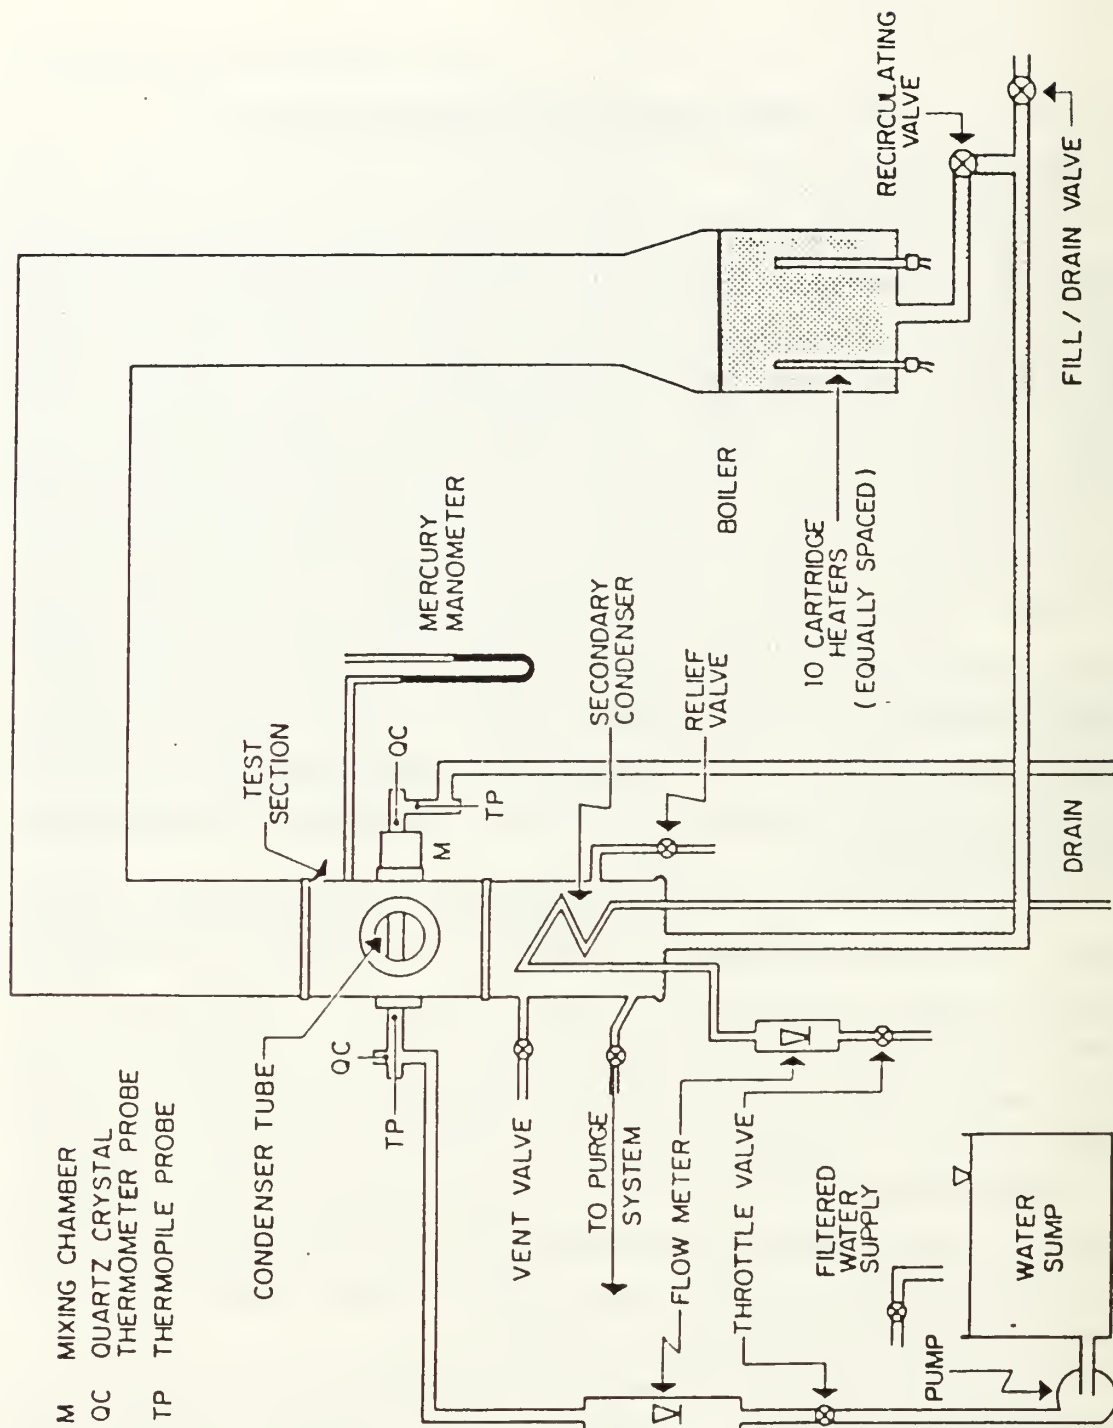 M MIXING CHAMBER
QC QUARTZ CRYSTAL
THERMOMETER PROBE
TP THERMOPILE PROBE
CONDENSER TUBE
TEST
SECTION
QC
TP
QC
TP
M
MERCURY
MANOMETER
VENT VALVE
TO PURGE
SYSTEM
FLOW METER
THROTTLE VALVE
SECONDARY
CONDENSER
RELIEF
VALVE
BOILER
10 CARTRIDGE
HEATERS
(EQUALLY SPACED)
RECIRCULATING
VALVE
FILTERED
WATER
SUPPLY
PUMP
WATER
SUMP
DRAIN
FILL / DRAIN VALVE